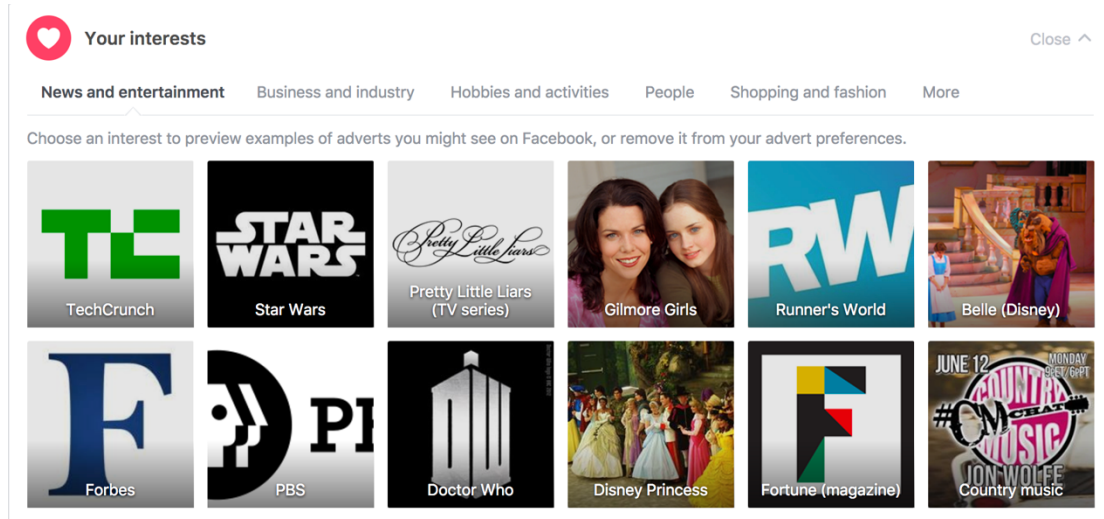 Your interests
Close
News and entertainment
Business and industry
Hobbies and activities
People
Shopping and fashion
More
Choose an interest to preview examples of adverts you might see on Facebook, or remove it from your advert preferences.
TC
TechCrunch
STAR
WARS
Star Wars
Pretty Little Liars
Pretty Little Liars
(TV series)
Gilmore Girls
RW
Runner's World
Belle (Disney)
F
Forbes
PB
PBS
DW
Doctor Who
Disney Princess
F
Fortune (magazine)
JUNE 12
MONDAY
9ET/6PT
COUNTRY
#CMCHAT
MUSIC
JON WOLFE
Country music